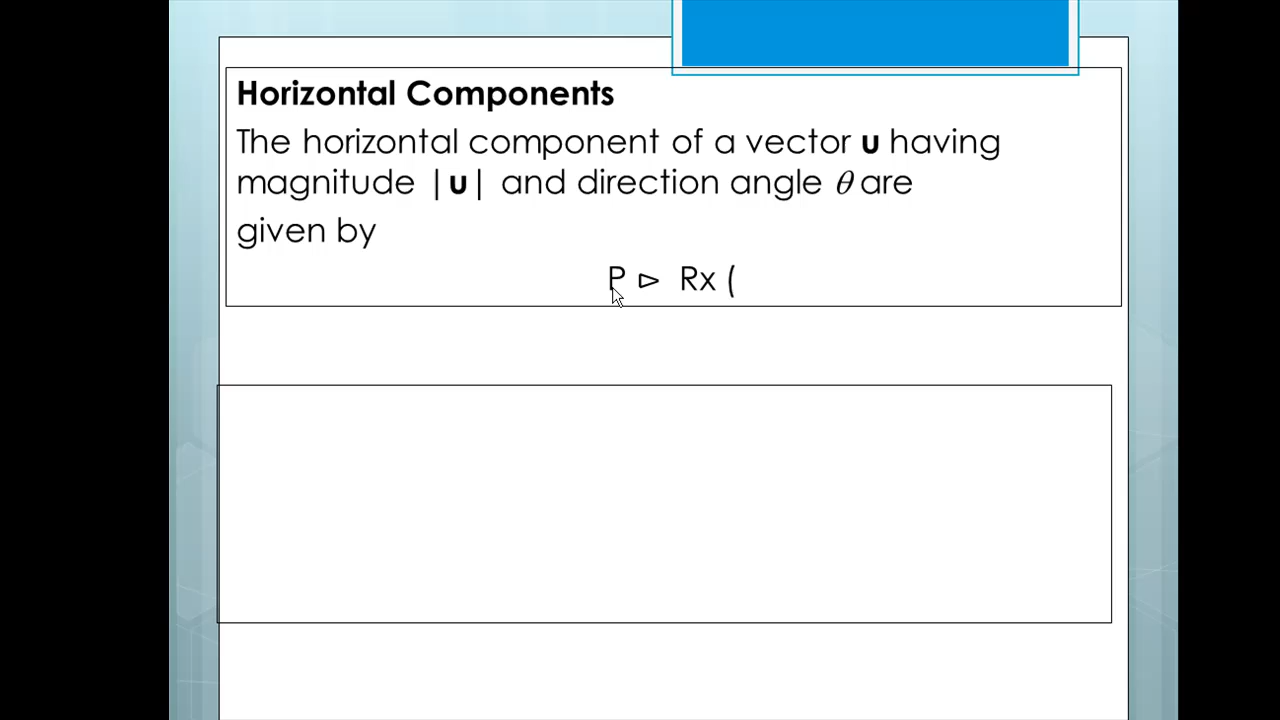 Horizontal Components
The horizontal component of a vector u having
magnitude |u| and direction angle θ are
given by
P ⊳ Rx (